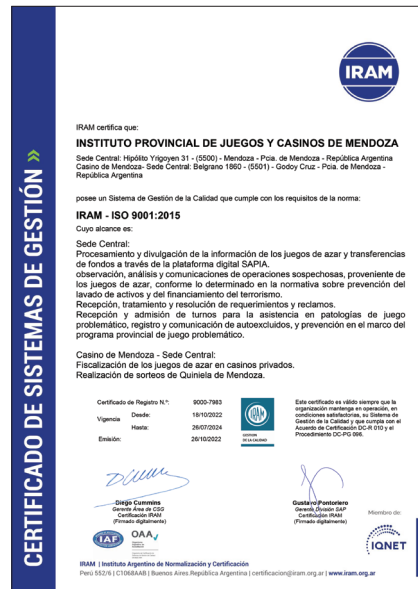 IRAM
CERTIFICADO DE SISTEMAS DE GESTIÓN »
IRAM certifica que:
INSTITUTO PROVINCIAL DE JUEGOS Y CASINOS DE MENDOZA
Sede Central: Hipólito Yrigoyen 31 - (5500) - Mendoza - Pcia. de Mendoza - República Argentina
Casino de Mendoza- Sede Central: Belgrano 1860 - (5501) - Godoy Cruz - Pcia. de Mendoza -
República Argentina
posee un Sistema de Gestión de la Calidad que cumple con los requisitos de la norma:
IRAM - ISO 9001:2015
Cuyo alcance es:
Sede Central:
Procesamiento y divulgación de la información de los juegos de azar y transferencias
de fondos a través de la plataforma digital SAPIA.
observación, análisis y comunicaciones de operaciones sospechosas, proveniente de
los juegos de azar, conforme lo determinado en la normativa sobre prevención del
lavado de activos y del financiamiento del terrorismo.
Recepción, tratamiento y resolución de requerimientos y reclamos.
Recepción y admisión de turnos para la asistencia en patologías de juego
problemático, registro y comunicación de autoexcluidos, y prevención en el marco del
programa provincial de juego problemático.
Casino de Mendoza - Sede Central:
Fiscalización de los juegos de azar en casinos privados.
Realización de sorteos de Quiniela de Mendoza.
Certificado de Registro N.º: 9000-7983
Vigencia Desde: 18/10/2022
Hasta: 26/07/2024
Emisión: 26/10/2022
IRAM
GESTION
DE LA CALIDAD
Este certificado es válido siempre que la
organización mantenga en operación, en
condiciones satisfactorias, su Sistema de
Gestión de la Calidad y que cumpla con el
Acuerdo de Certificación DC-R 010 y el
Procedimiento DC-PG 096.
Diego Cummins
Gerente Área de CSG
Certificación IRAM
(Firmado digitalmente)
Gustavo Pontoriero
Gerente División SAP
Certificación IRAM
(Firmado digitalmente)
Miembro de:
IAF
OAA
IQNET
IRAM | Instituto Argentino de Normalización y Certificación
Perú 552/6 | C1068AAB | Buenos Aires.República Argentina | certificacion@iram.org.ar | www.iram.org.ar